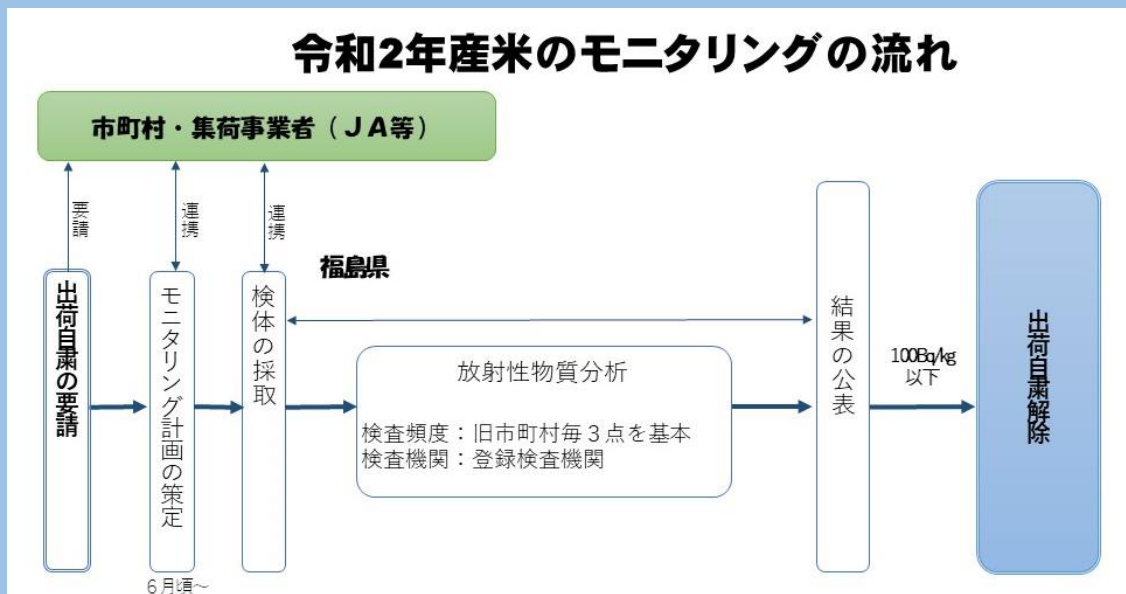 令和2年産米のモニタリングの流れ
市町村・集荷事業者（ＪＡ等）
要請
連携
連携
福島県
出荷自粛の要請
モニタリング計画の策定
6月頃～
検体の採取
放射性物質分析
検査頻度：旧市町村毎３点を基本
検査機関：登録検査機関
結果の公表
100Bq/kg
以下
出荷自粛解除